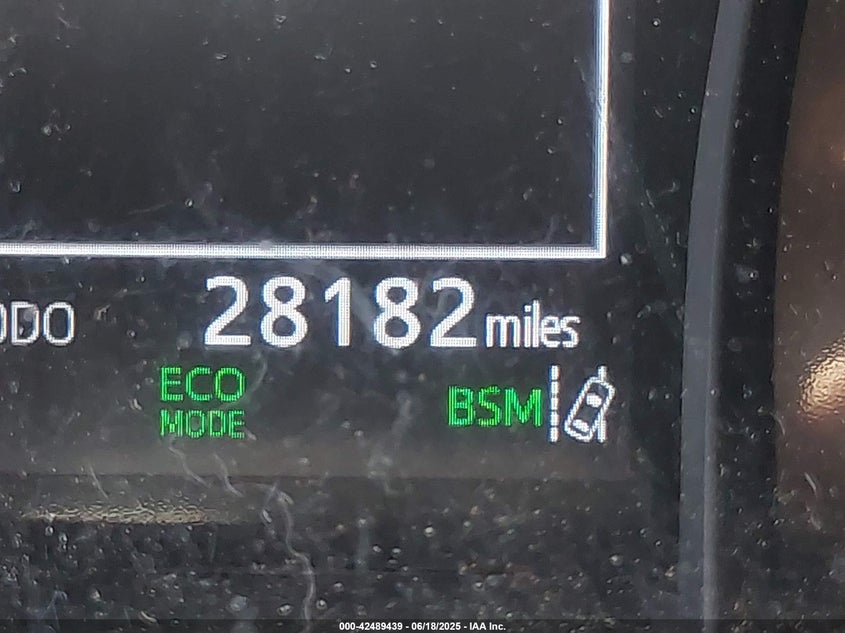 ODO 28182 miles
ECO BSM
MODE
000-42489439 - 06/18/2025 - IAA Inc.